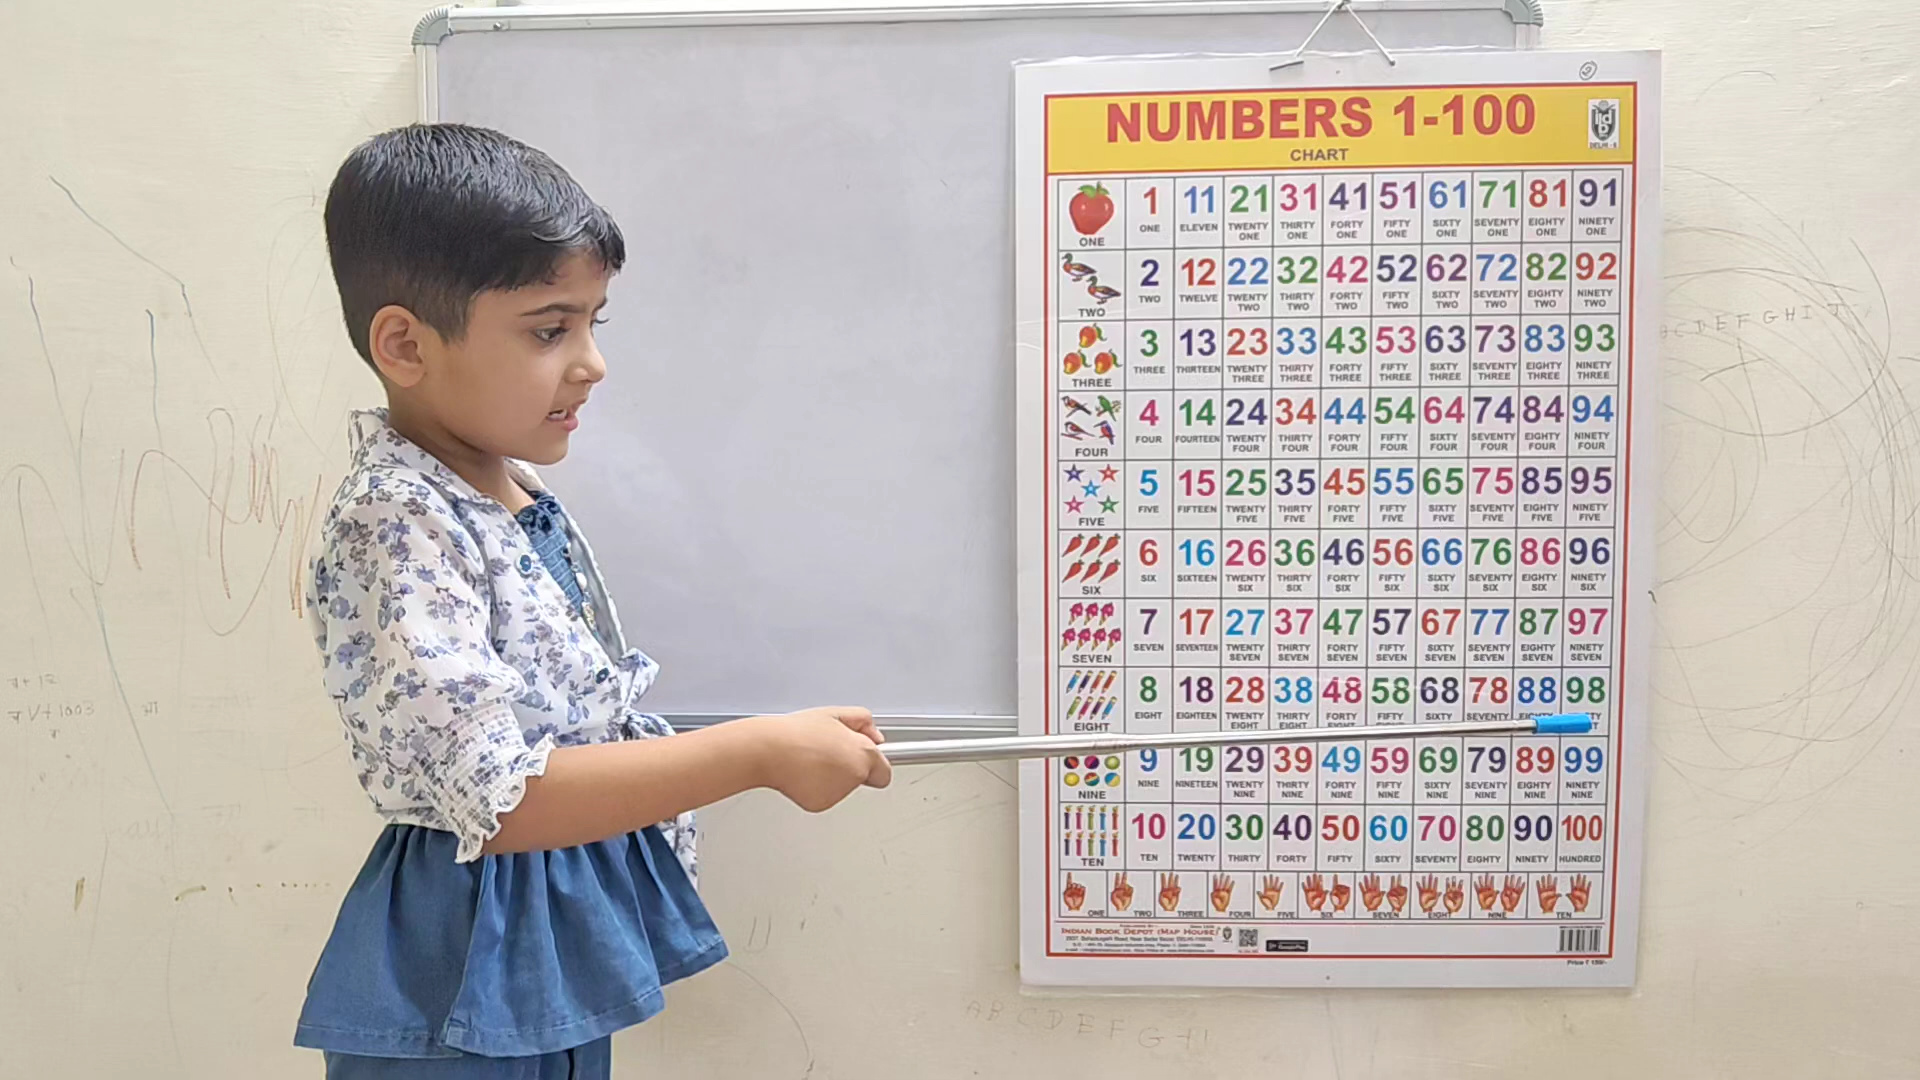 NUMBERS 1-100
CHART
DELHI - 6
1 11 21 31 41 51 61 71 81 91
ONE ELEVEN TWENTY ONE THIRTY ONE FORTY ONE FIFTY ONE SIXTY ONE SEVENTY ONE EIGHTY ONE NINETY ONE
ONE
2 12 22 32 42 52 62 72 82 92
TWO TWELVE TWENTY TWO THIRTY TWO FORTY TWO FIFTY TWO SIXTY TWO SEVENTY TWO EIGHTY TWO NINETY TWO
TWO
3 13 23 33 43 53 63 73 83 93
THREE THIRTEEN TWENTY THREE THIRTY THREE FORTY THREE FIFTY THREE SIXTY THREE SEVENTY THREE EIGHTY THREE NINETY THREE
THREE
4 14 24 34 44 54 64 74 84 94
FOUR FOURTEEN TWENTY FOUR THIRTY FOUR FORTY FOUR FIFTY FOUR SIXTY FOUR SEVENTY FOUR EIGHTY FOUR NINETY FOUR
FOUR
5 15 25 35 45 55 65 75 85 95
FIVE FIFTEEN TWENTY FIVE THIRTY FIVE FORTY FIVE FIFTY FIVE SIXTY FIVE SEVENTY FIVE EIGHTY FIVE NINETY FIVE
FIVE
6 16 26 36 46 56 66 76 86 96
SIX SIXTEEN TWENTY SIX THIRTY SIX FORTY SIX FIFTY SIX SIXTY SIX SEVENTY SIX EIGHTY SIX NINETY SIX
SIX
7 17 27 37 47 57 67 77 87 97
SEVEN SEVENTEEN TWENTY SEVEN THIRTY SEVEN FORTY SEVEN FIFTY SEVEN SIXTY SEVEN SEVENTY SEVEN EIGHTY SEVEN NINETY SEVEN
SEVEN
8 18 28 38 48 58 68 78 88 98
EIGHT EIGHTEEN TWENTY EIGHT THIRTY EIGHT FORTY EIGHT FIFTY SIXTY SEVENTY
EIGHT
9 19 29 39 49 59 69 79 89 99
NINE NINETEEN TWENTY NINE THIRTY NINE FORTY NINE FIFTY NINE SIXTY NINE SEVENTY NINE EIGHTY NINE NINETY NINE
NINE
10 20 30 40 50 60 70 80 90 100
TEN TWENTY THIRTY FORTY FIFTY SIXTY SEVENTY EIGHTY NINETY HUNDRED
TEN
ONE TWO THREE FOUR FIVE SIX SEVEN EIGHT NINE TEN
INDIAN BOOK DEPOT (MAP HOUSE)
A B C D E F G H I